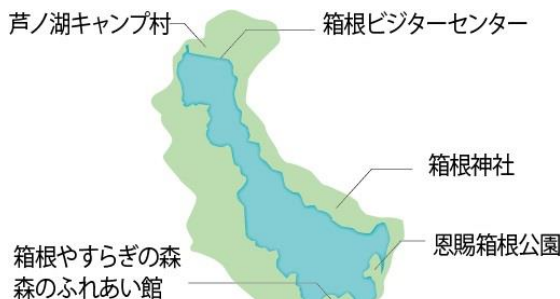 芦ノ湖キャンプ村
箱根ビジターセンター
箱根神社
恩賜箱根公園
箱根やすらぎの森
森のふれあい館